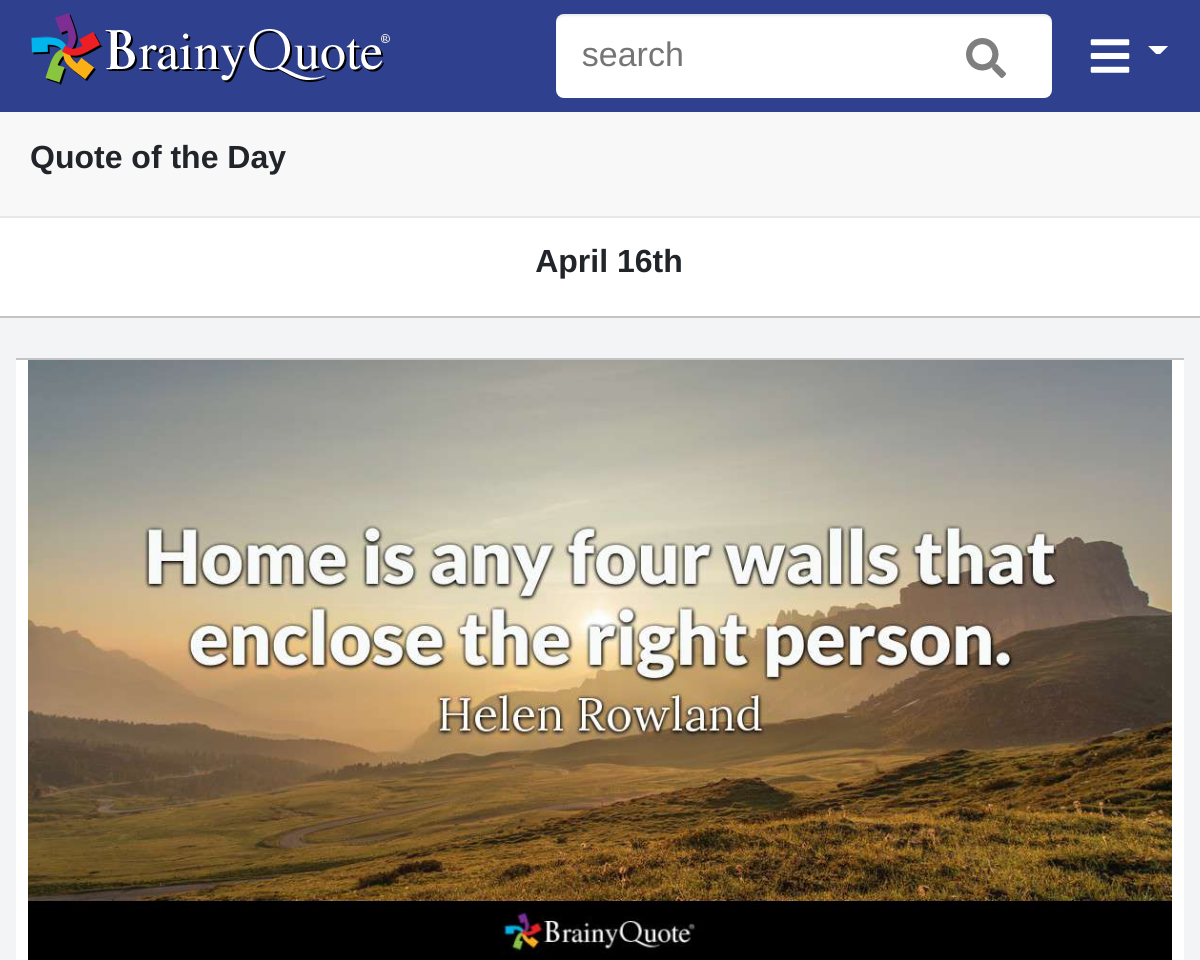 BrainyQuote®
search
Quote of the Day
April 16th
Home is any four walls that
enclose the right person.
Helen Rowland
BrainyQuote®